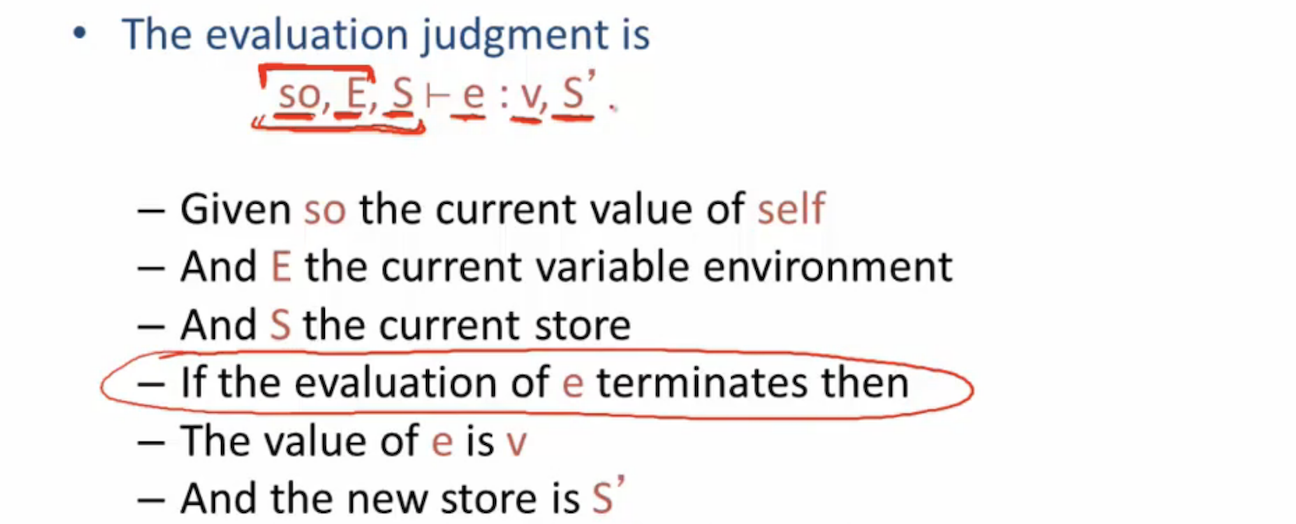 • The evaluation judgment is
so, E, S ⊢ e : v, S’ .
– Given so the current value of self
– And E the current variable environment
– And S the current store
– If the evaluation of e terminates then
– The value of e is v
– And the new store is S’